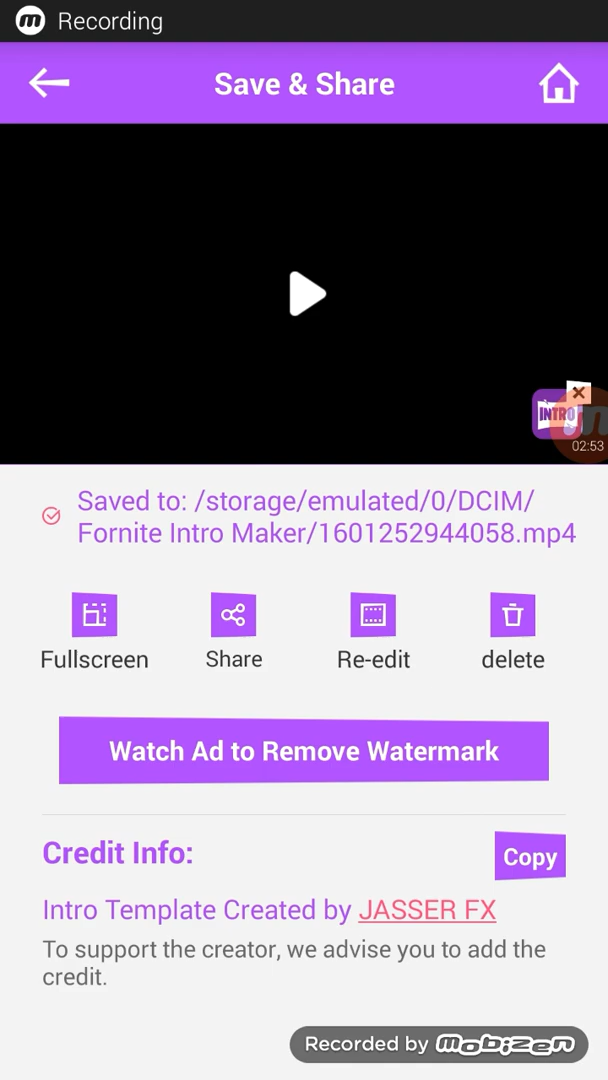 Recording
Save & Share
INTRO
02:53
Saved to: /storage/emulated/0/DCIM/
Fornite Intro Maker/1601252944058.mp4
Fullscreen
Share
Re-edit
delete
Watch Ad to Remove Watermark
Credit Info:
Copy
Intro Template Created by JASSER FX
To support the creator, we advise you to add the
credit.
Recorded by mobizen